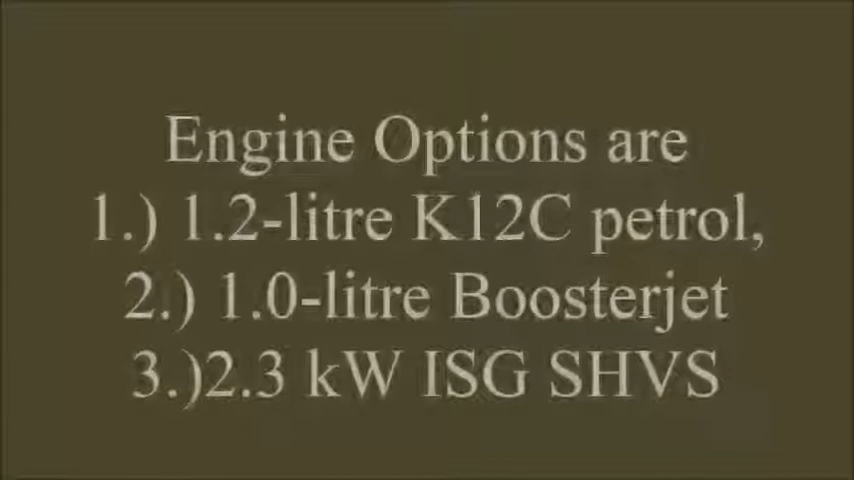 Engine Options are
1.) 1.2-litre K12C petrol,
2.) 1.0-litre Boosterjet
3.)2.3 kW ISG SHVS